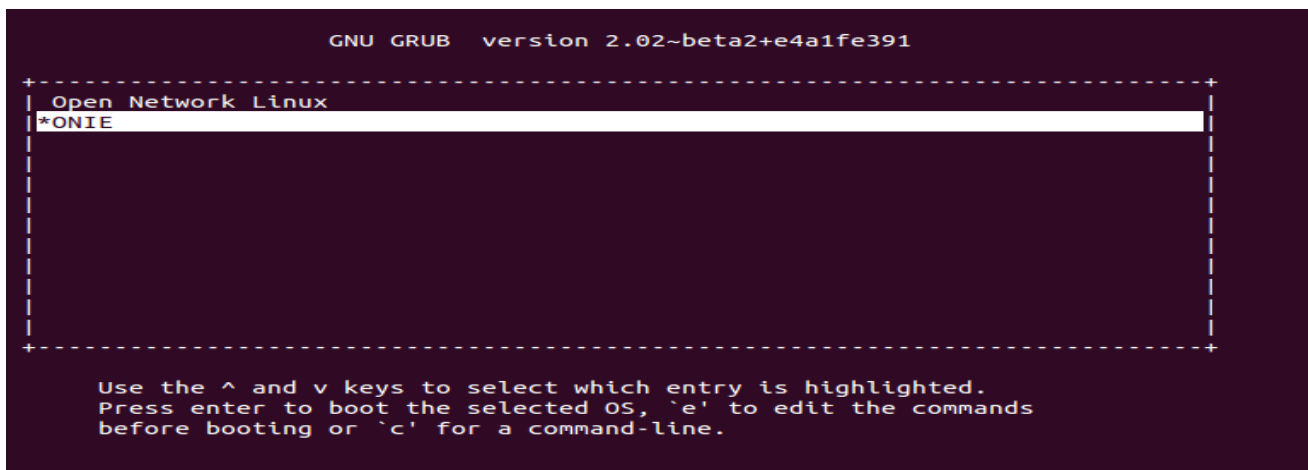 GNU GRUB version 2.02~beta2+e4a1fe391
Open Network Linux
*ONIE
Use the ^ and v keys to select which entry is highlighted.
Press enter to boot the selected OS, `e' to edit the commands
before booting or `c' for a command-line.